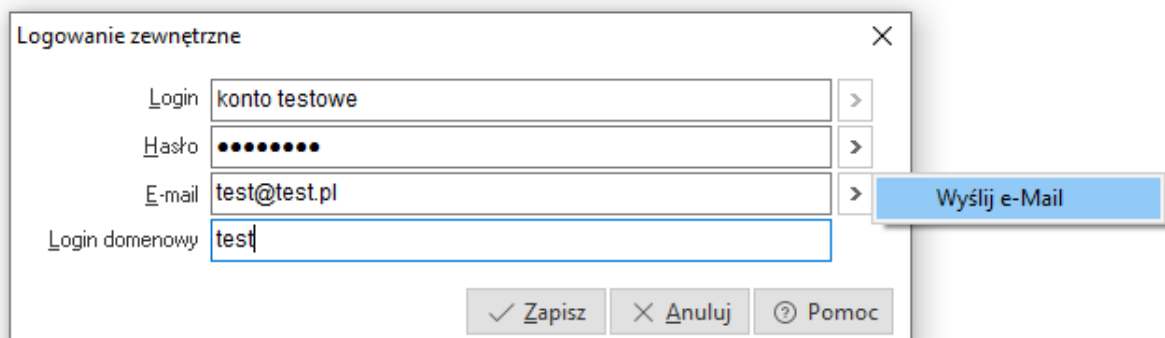 Logowanie zewnętrzne
Login konto testowe
Hasło ••••••••
E-mail test@test.pl
Wyślij e-Mail
Login domenowy test
Zapisz Anuluj Pomoc